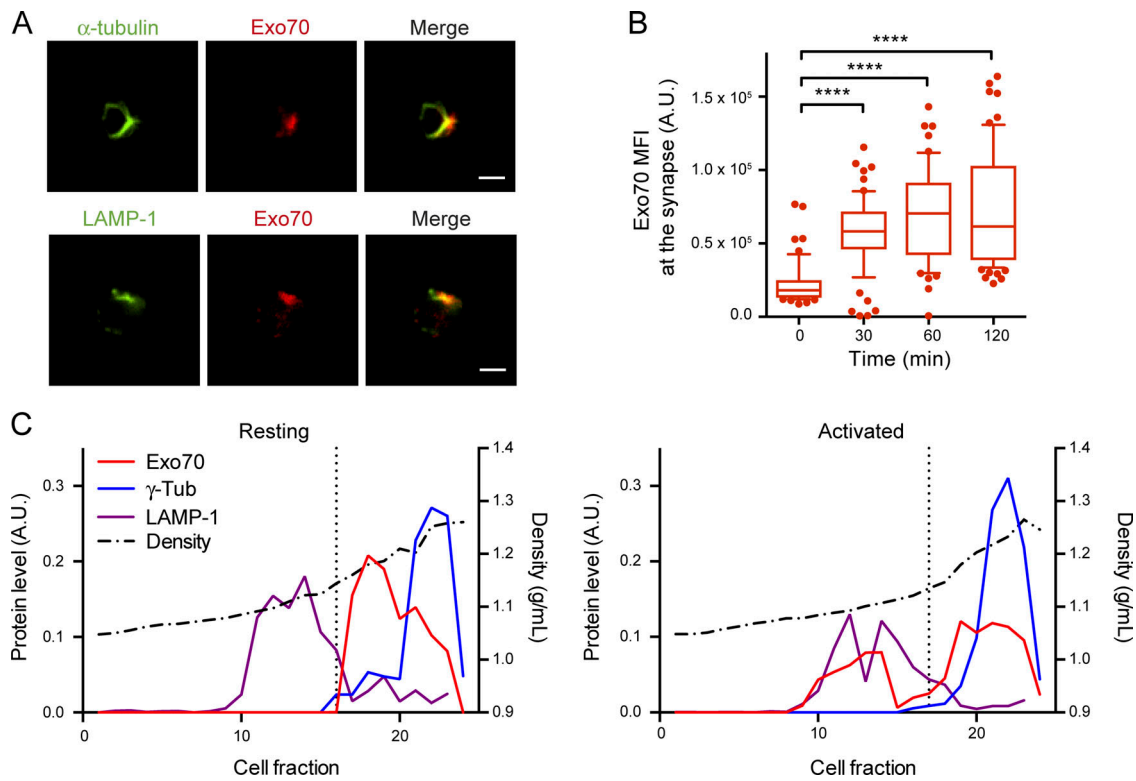 A
α-tubulin
Exo70
Merge
LAMP-1
Exo70
Merge
B
Exo70 MFI
at the synapse (A.U.)
****
****
****
1.5 x 10⁵
1.0 x 10⁵
0.5 x 10⁵
0.0
0
30
60
120
Time (min)
C
Resting
Exo70
γ-Tub
LAMP-1
Density
Protein level (A.U.)
0.3
0.2
0.1
0.0
1.4
1.3
1.2
1.1
1.0
0.9
Density (g/mL)
0
10
20
Cell fraction
Activated
Protein level (A.U.)
0.3
0.2
0.1
0.0
1.4
1.3
1.2
1.1
1.0
0.9
Density (g/mL)
0
10
20
Cell fraction